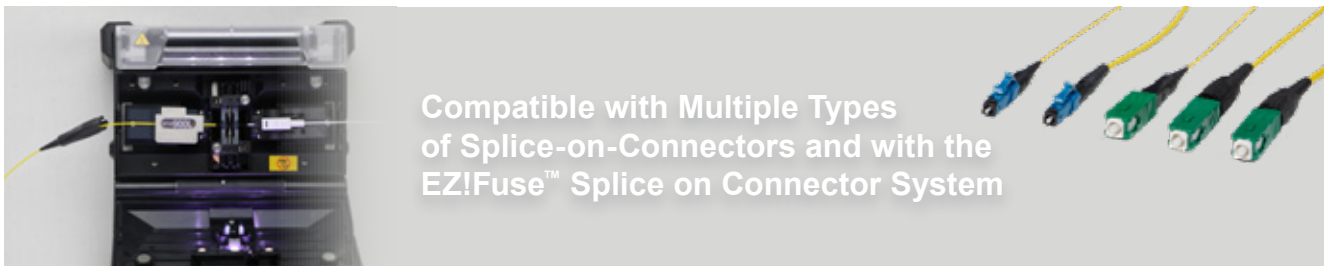 Compatible with Multiple Types
of Splice-on-Connectors and with the
EZ!Fuse™ Splice on Connector System